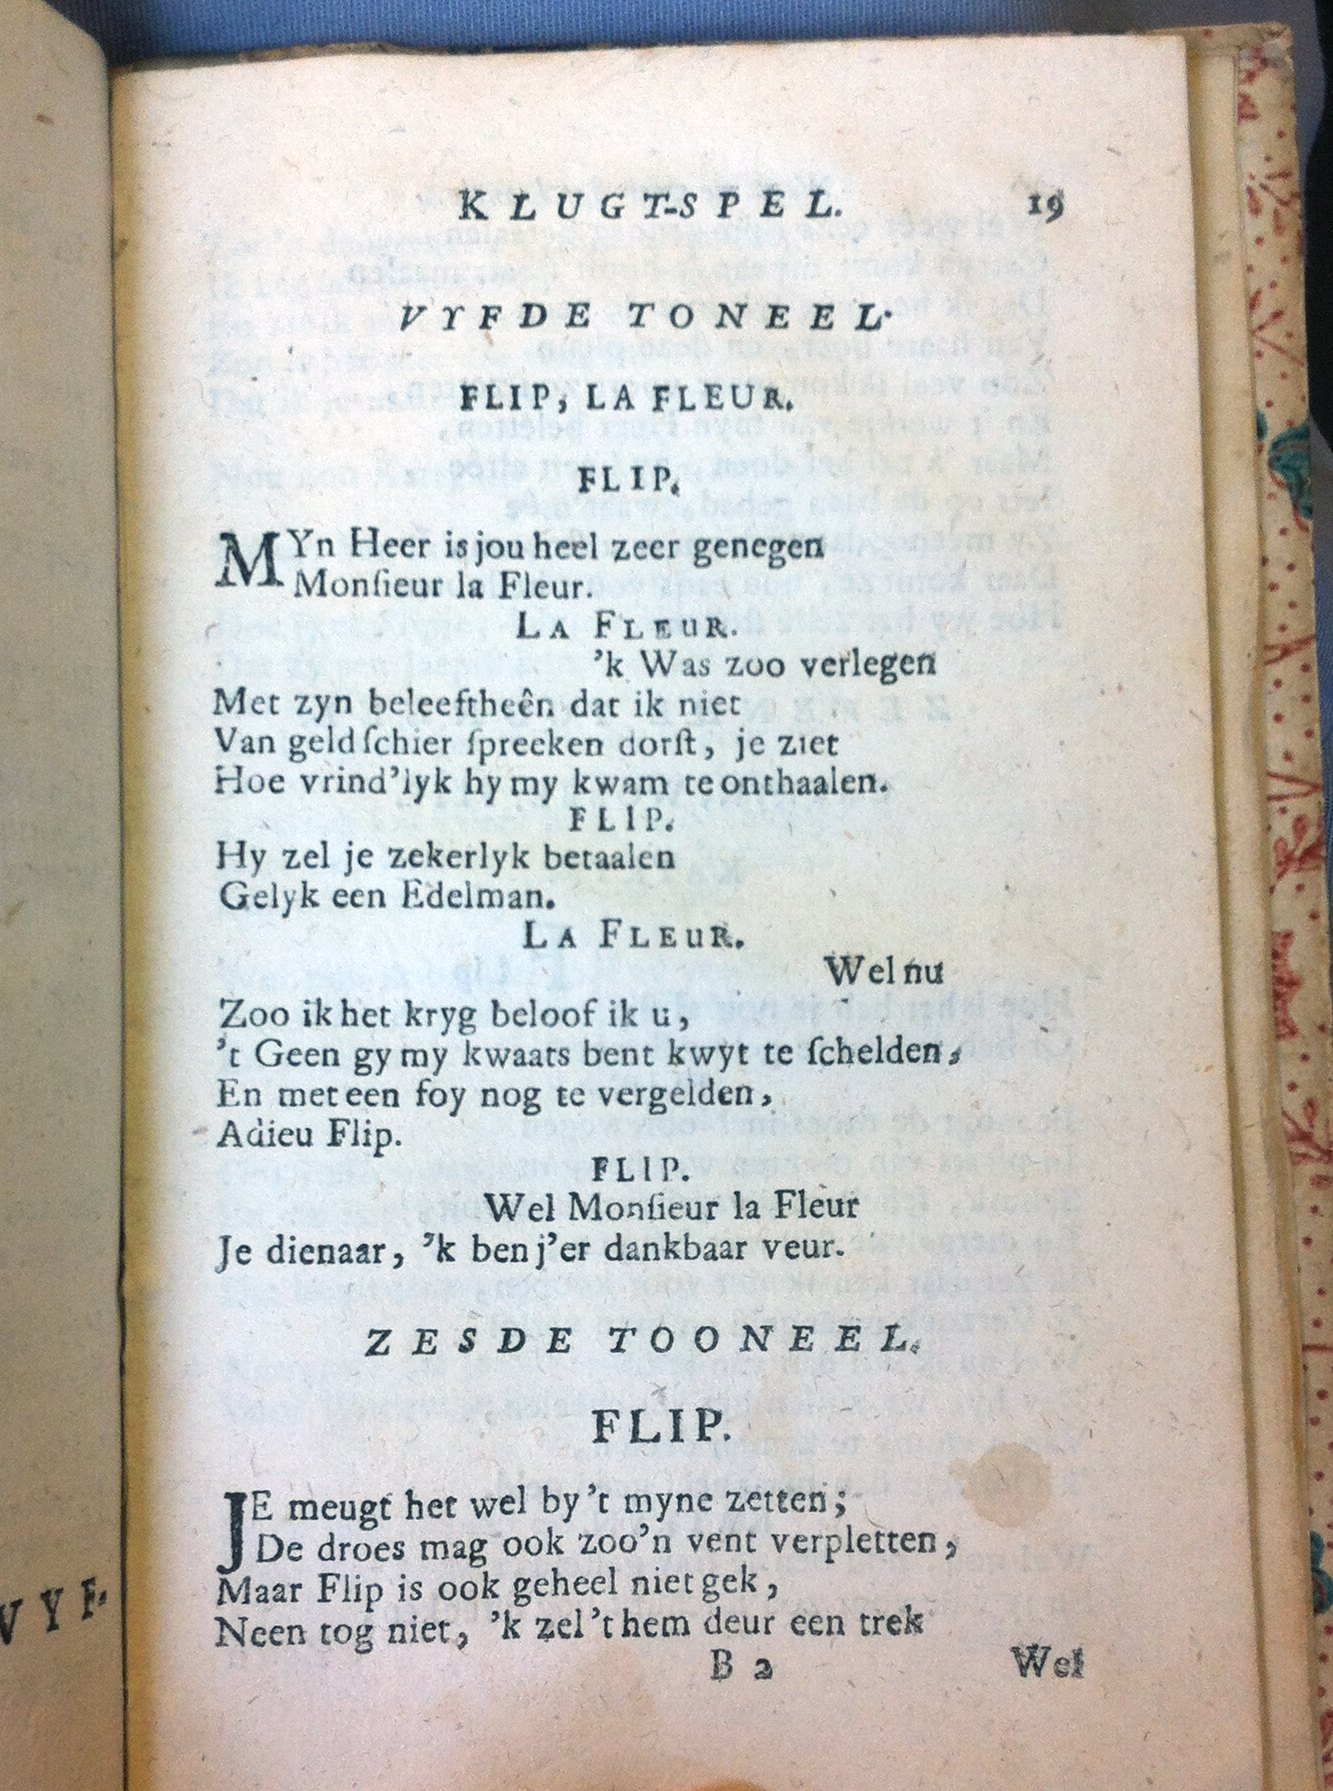 KLUGT-SPEL. 19
VYFDE TONEEL.
FLIP, LA FLEUR.
FLIP.
MYn Heer is jou heel zeer genegen
Monſieur la Fleur.
LA FLEUR.
'k Was zoo verlegen
Met zyn beleeftheên dat ik niet
Van geld ſchier ſpreeken dorſt, je ziet
Hoe vrind'lyk hy my kwam te onthaalen.
FLIP.
Hy zel je zekerlyk betaalen
Gelyk een Edelman.
LA FLEUR.
Wel nu
Zoo ik het kryg beloof ik u,
't Geen gy my kwaats bent kwyt te ſchelden,
En met een foy nog te vergelden,
Adieu Flip.
FLIP.
Wel Monſieur la Fleur
Je dienaar, 'k ben j'er dankbaar veur.
ZESDE TOONEEL.
FLIP.
JE meugt het wel by 't myne zetten;
De droes mag ook zoo'n vent verpletten,
Maar Flip is ook geheel niet gek,
Neen tog niet, 'k zel 't hem deur een trek
B 2 Wel
VYF-